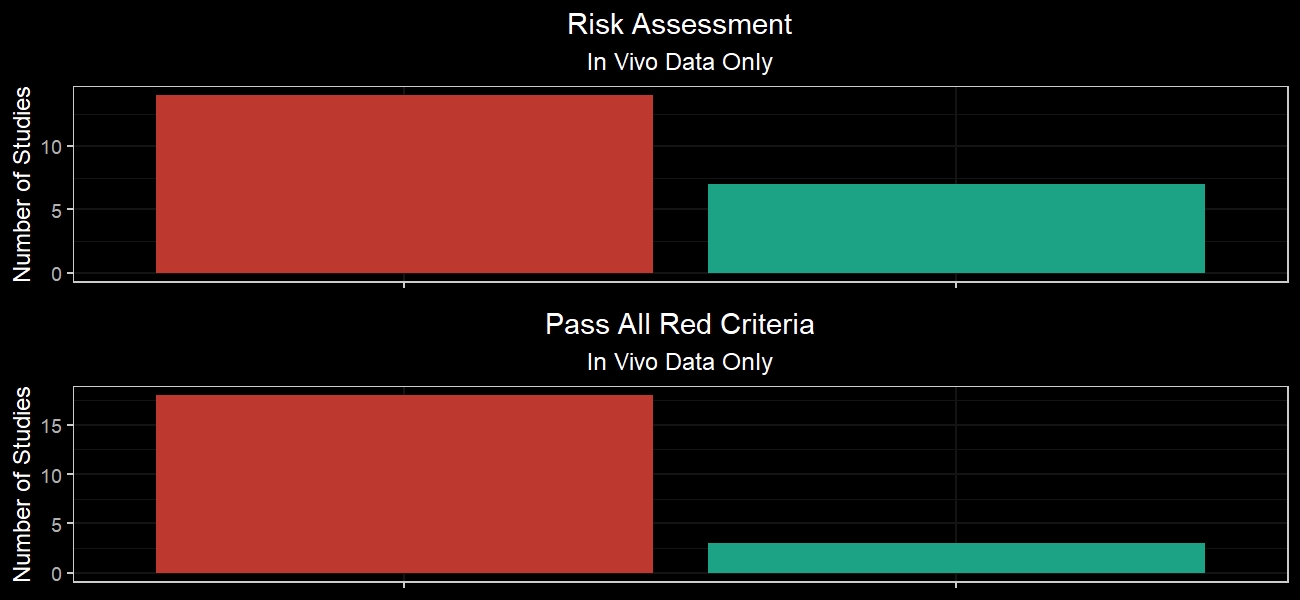 Risk Assessment
In Vivo Data Only
Number of Studies
10
5
0
Pass All Red Criteria
In Vivo Data Only
Number of Studies
15
10
5
0